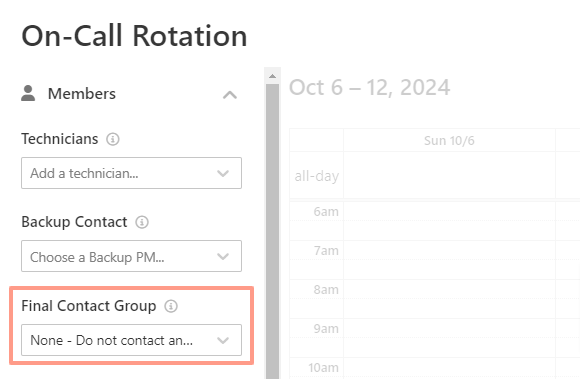 On-Call Rotation
Members
Technicians
Add a technician...
Backup Contact
Choose a Backup PM...
Final Contact Group
None - Do not contact an...
Oct 6 – 12, 2024
Sun 10/6
all-day
6am
7am
8am
9am
10am